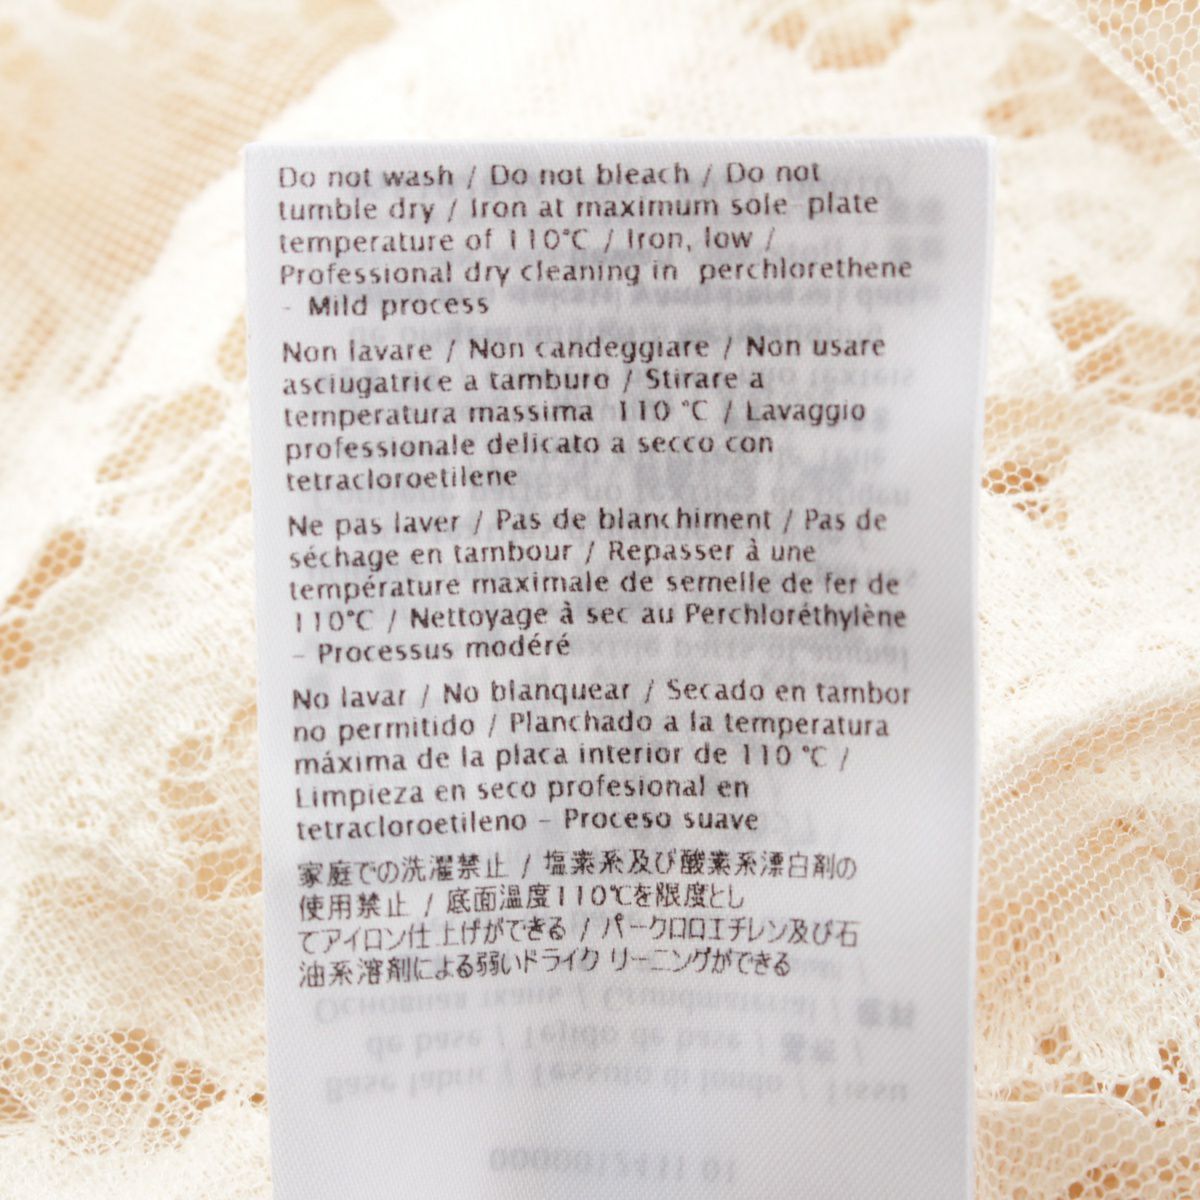 Do not wash / Do not bleach / Do not
tumble dry / Iron at maximum sole plate
temperature of 110°C / Iron, low /
Professional dry cleaning in perchlorethene
- Mild process
Non lavare / Non candeggiare / Non usare
asciugatrice a tamburo / Stirare a
temperatura massima 110 °C / Lavaggio
professionale delicato a secco con
tetracloroetilene
Ne pas laver / Pas de blanchiment / Pas de
séchage en tambour / Repasser à une
température maximale de semelle de fer de
110°C / Nettoyage à sec au Perchloréthylène
- Processus modéré
No lavar / No blanquear / Secado en tambor
no permitido / Planchado a la temperatura
máxima de la placa interior de 110 °C /
Limpieza en seco profesional en
tetracloroetileno - Proceso suave
家庭での洗濯禁止 / 塩素系及び酸素系漂白剤の
使用禁止 / 底面温度110℃を限度とし
てアイロン仕上げができる / パークロロエチレン及び石
油系溶剤による弱いドライクリーニングができる